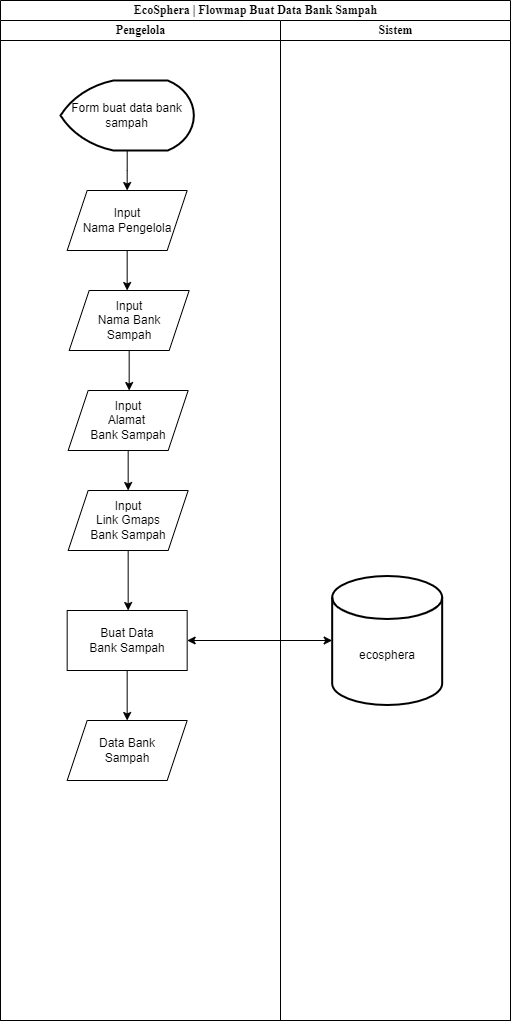 EcoSphera | Flowmap Buat Data Bank Sampah
Pengelola
Sistem
Form buat data bank
sampah
Input
Nama Pengelola
Input
Nama Bank
Sampah
Input
Alamat
Bank Sampah
Input
Link Gmaps
Bank Sampah
Buat Data
Bank Sampah
ecosphera
Data Bank
Sampah